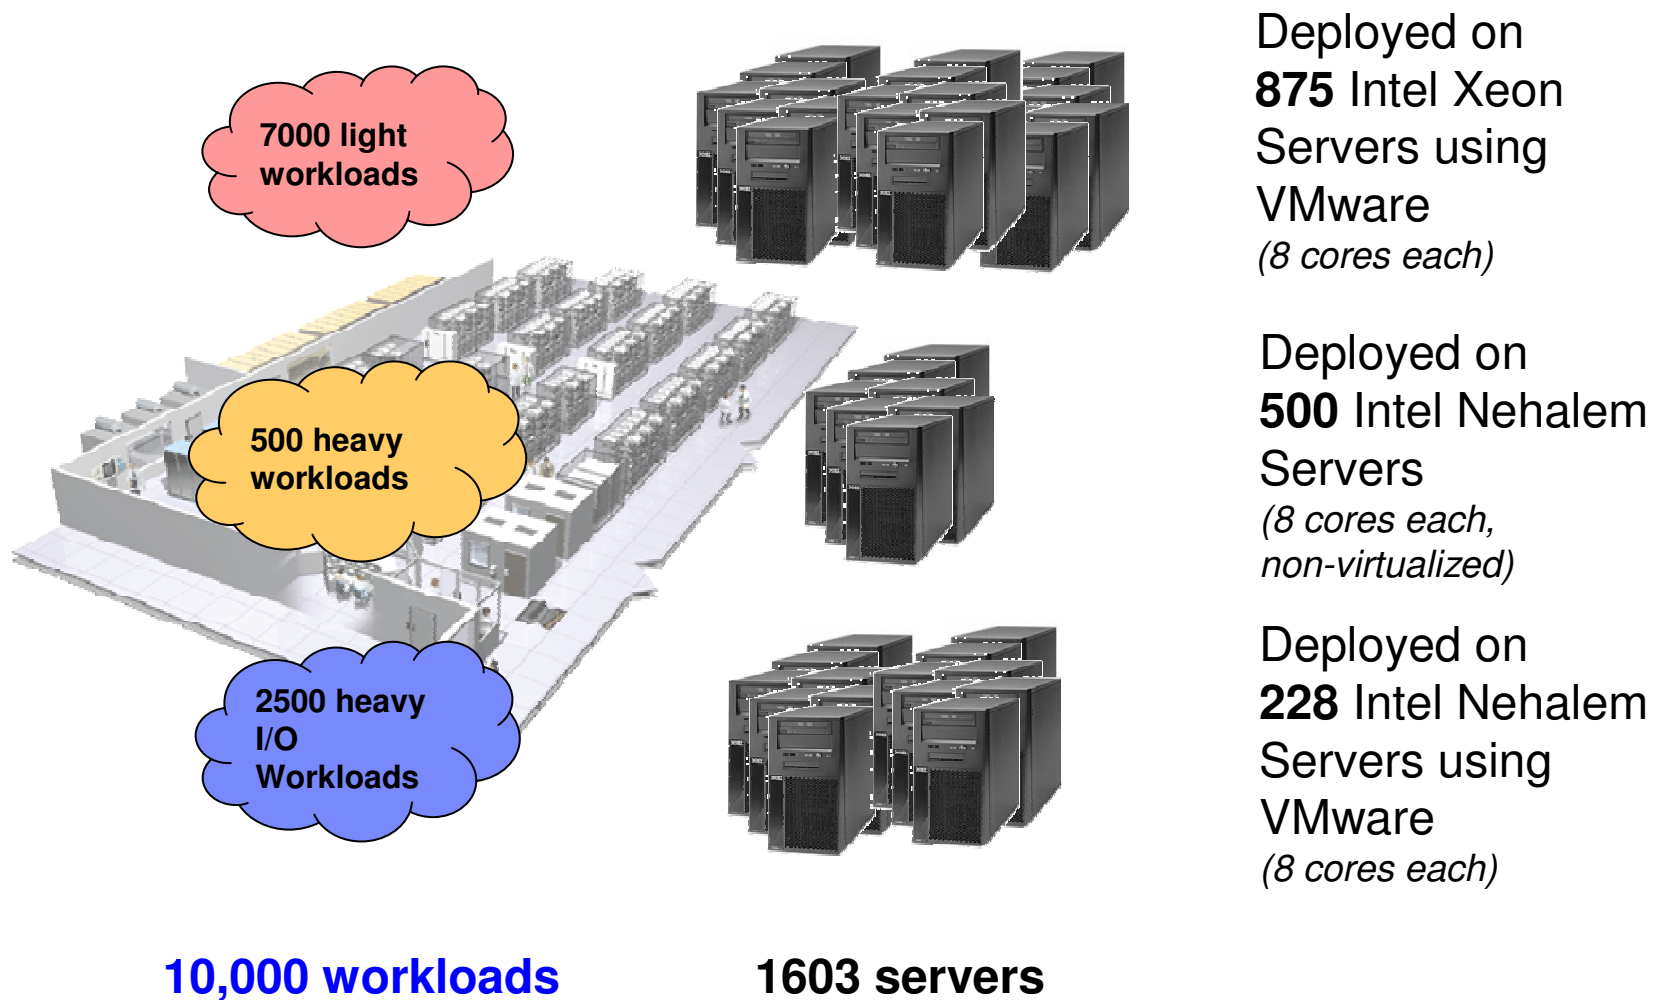 7000 light
workloads
Deployed on
875 Intel Xeon
Servers using
VMware
(8 cores each)
500 heavy
workloads
Deployed on
500 Intel Nehalem
Servers
(8 cores each,
non-virtualized)
2500 heavy
I/O
Workloads
Deployed on
228 Intel Nehalem
Servers using
VMware
(8 cores each)
10,000 workloads
1603 servers